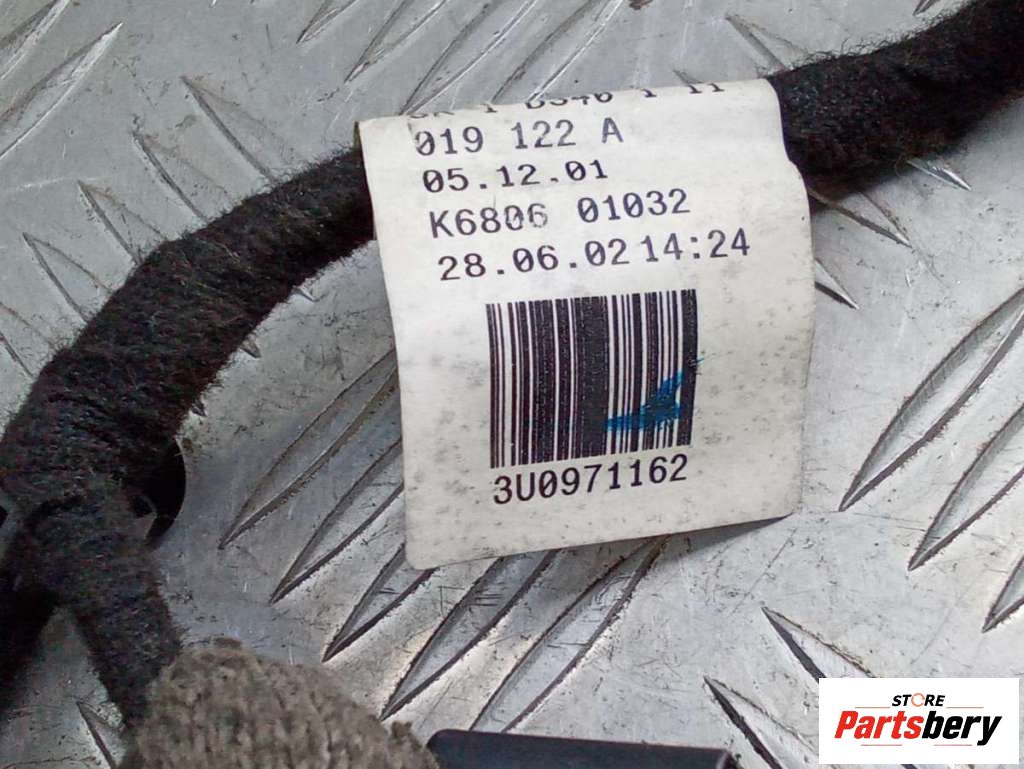 019 122 A
05.12.01
K6806 01032
28.06.02 14:24
3U0971162
STORE
Partsbery